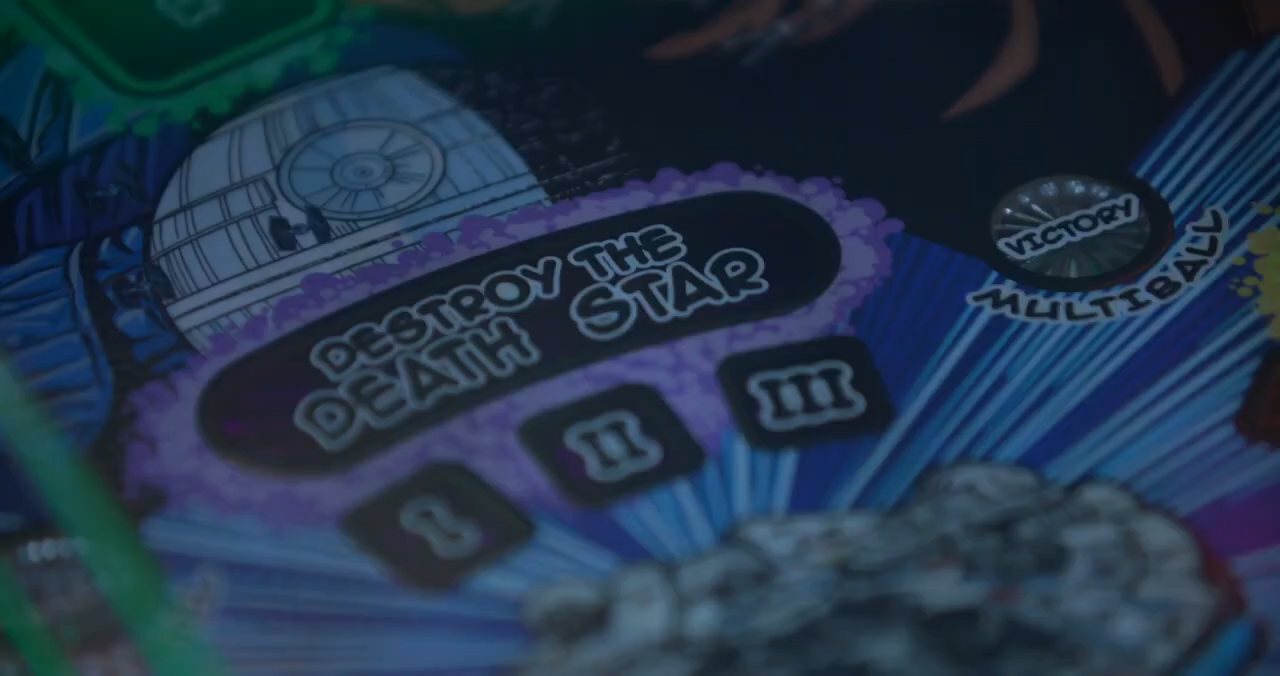 DESTROY THE
DEATH STAR
I
II
III
VICTORY
MULTIBALL